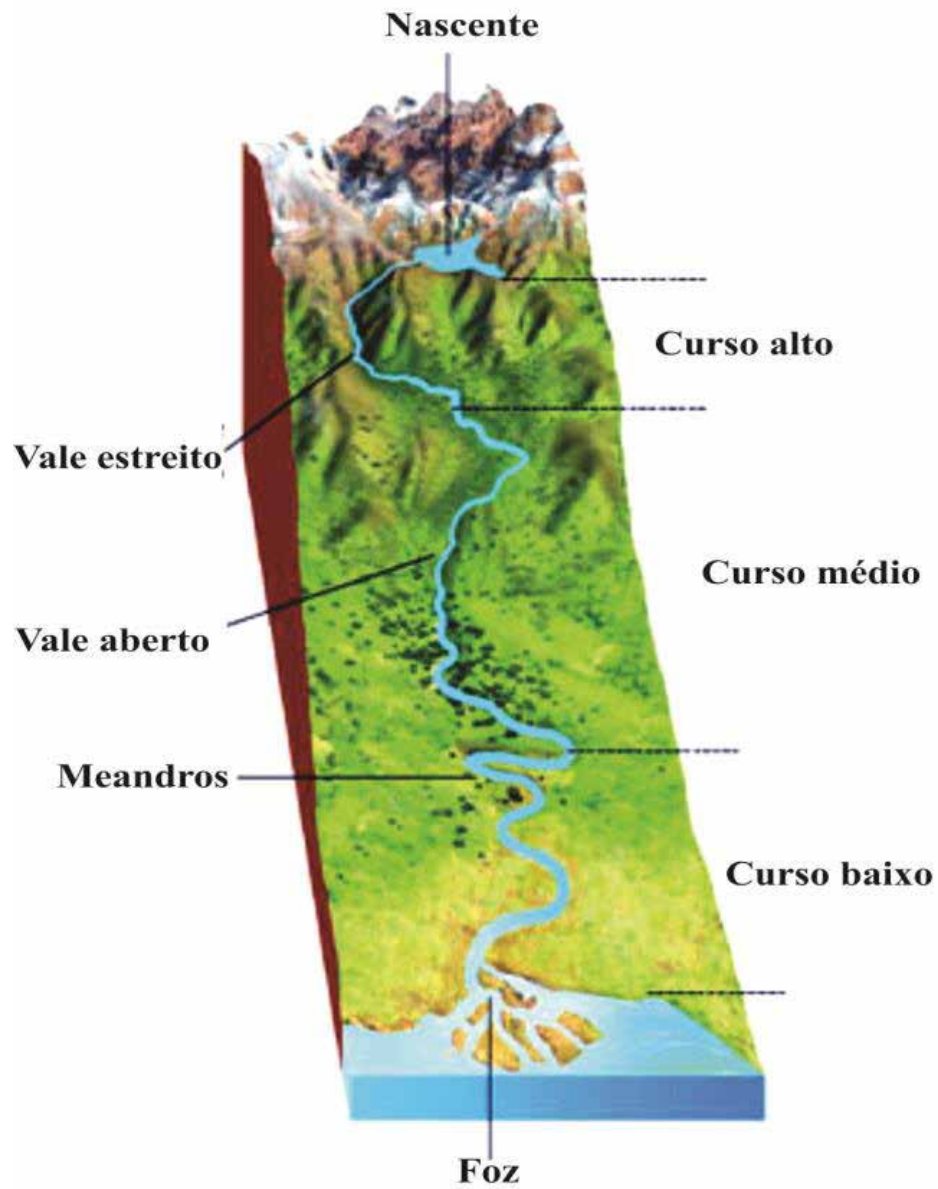 Nascente
Curso alto
Vale estreito
Curso médio
Vale aberto
Meandros
Curso baixo
Foz